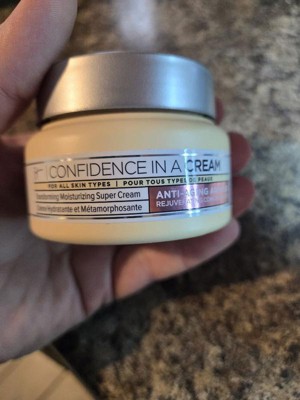 CONFIDENCE IN A CREAM
FOR ALL SKIN TYPES | POUR TOUS TYPES DE PEAUX
Transforming Moisturizing Super Cream
Hydratante et Métamorphosante
ANTI-AGING